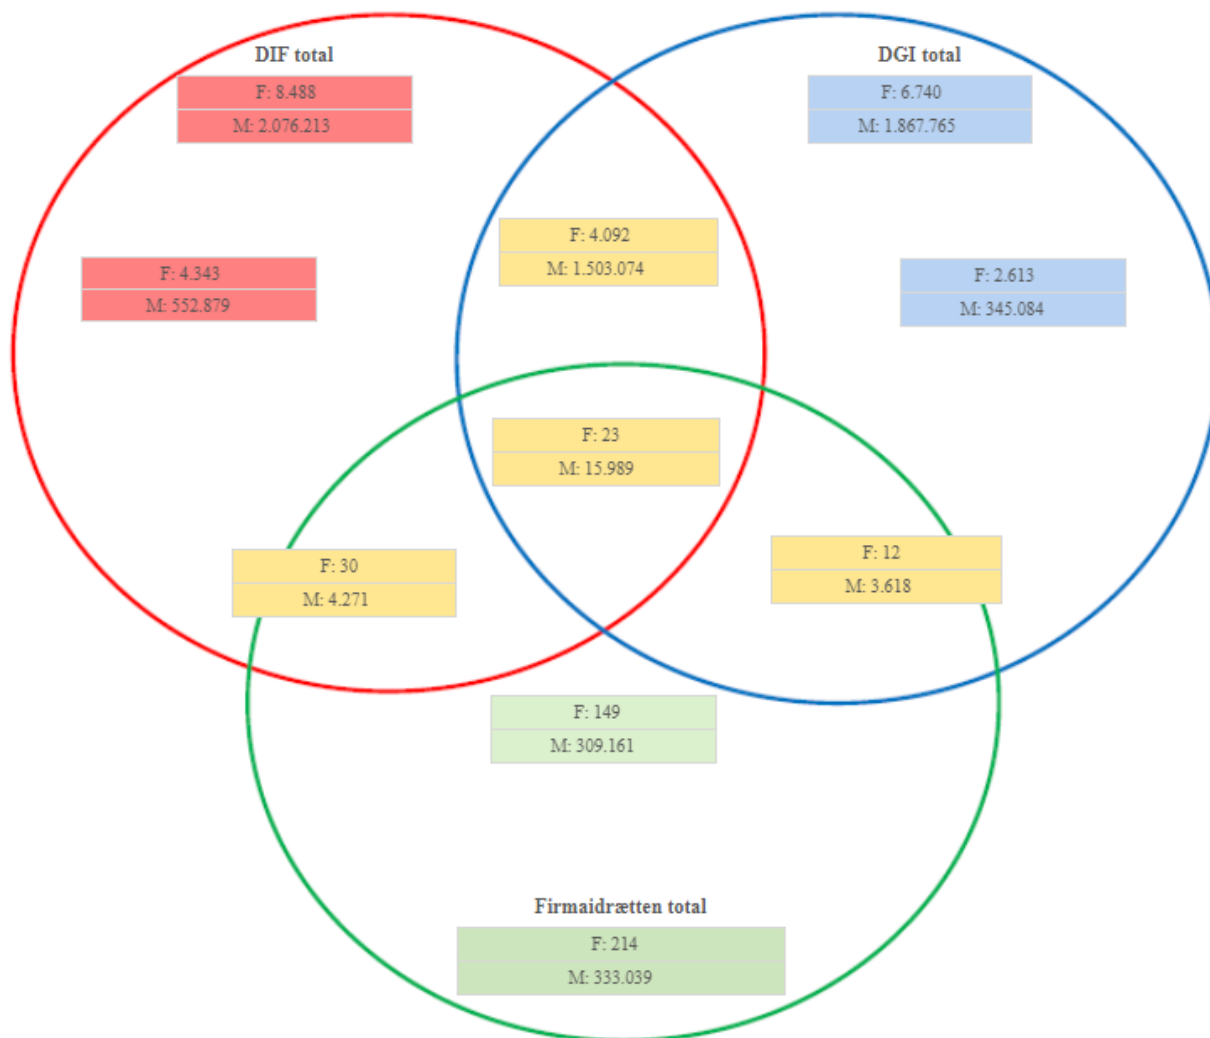 DIF total
F: 8.488
M: 2.076.213
DGI total
F: 6.740
M: 1.867.765
F: 4.092
M: 1.503.074
F: 4.343
M: 552.879
F: 2.613
M: 345.084
F: 23
M: 15.989
F: 30
M: 4.271
F: 12
M: 3.618
F: 149
M: 309.161
Firmaidrætten total
F: 214
M: 333.039